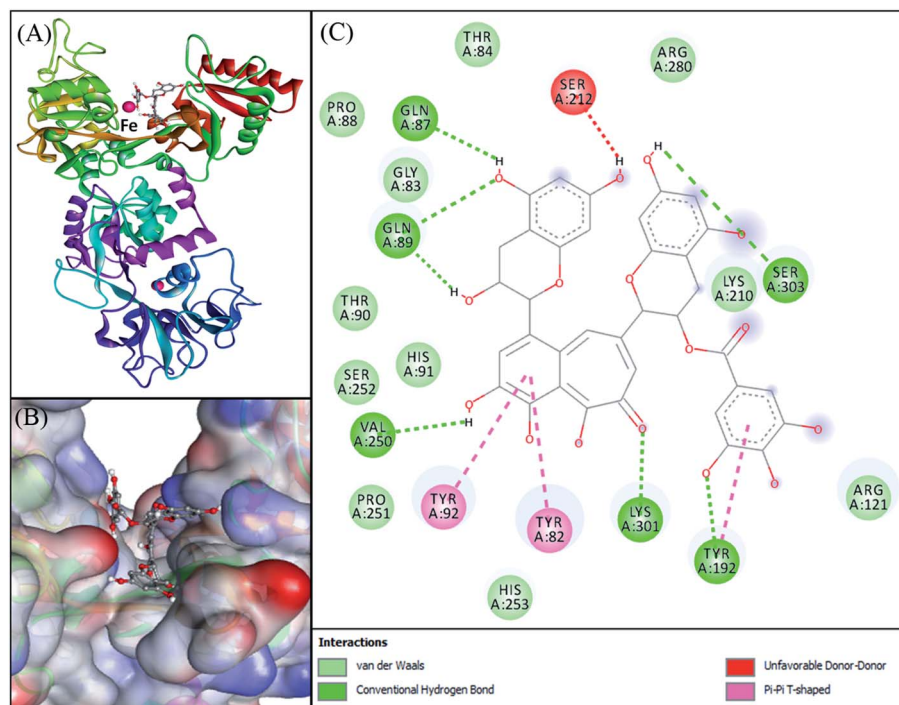 (A)
Fe
(B)
(C)
THR
A:84
ARG
A:280
SER
A:212
PRO
A:88
GLN
A:87
H
H
H
GLY
A:83
O
O
O
GLN
A:89
H
O
O
O
LYS
A:210
SER
A:303
THR
A:90
O
O
HIS
A:91
SER
A:252
O
H
VAL
A:250
O
O
O
O
O
O
PRO
A:251
TYR
A:92
TYR
A:82
LYS
A:301
TYR
A:192
ARG
A:121
HIS
A:253
Interactions
van der Waals
Conventional Hydrogen Bond
Unfavorable Donor-Donor
Pi-Pi T-shaped